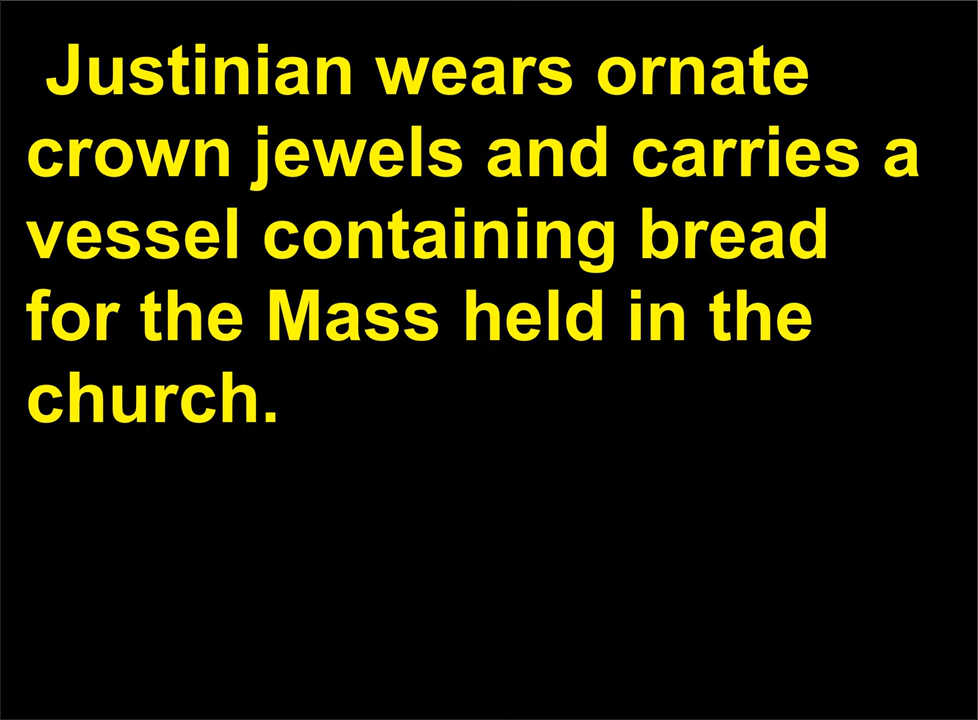 Justinian wears ornate
crown jewels and carries a
vessel containing bread
for the Mass held in the
church.